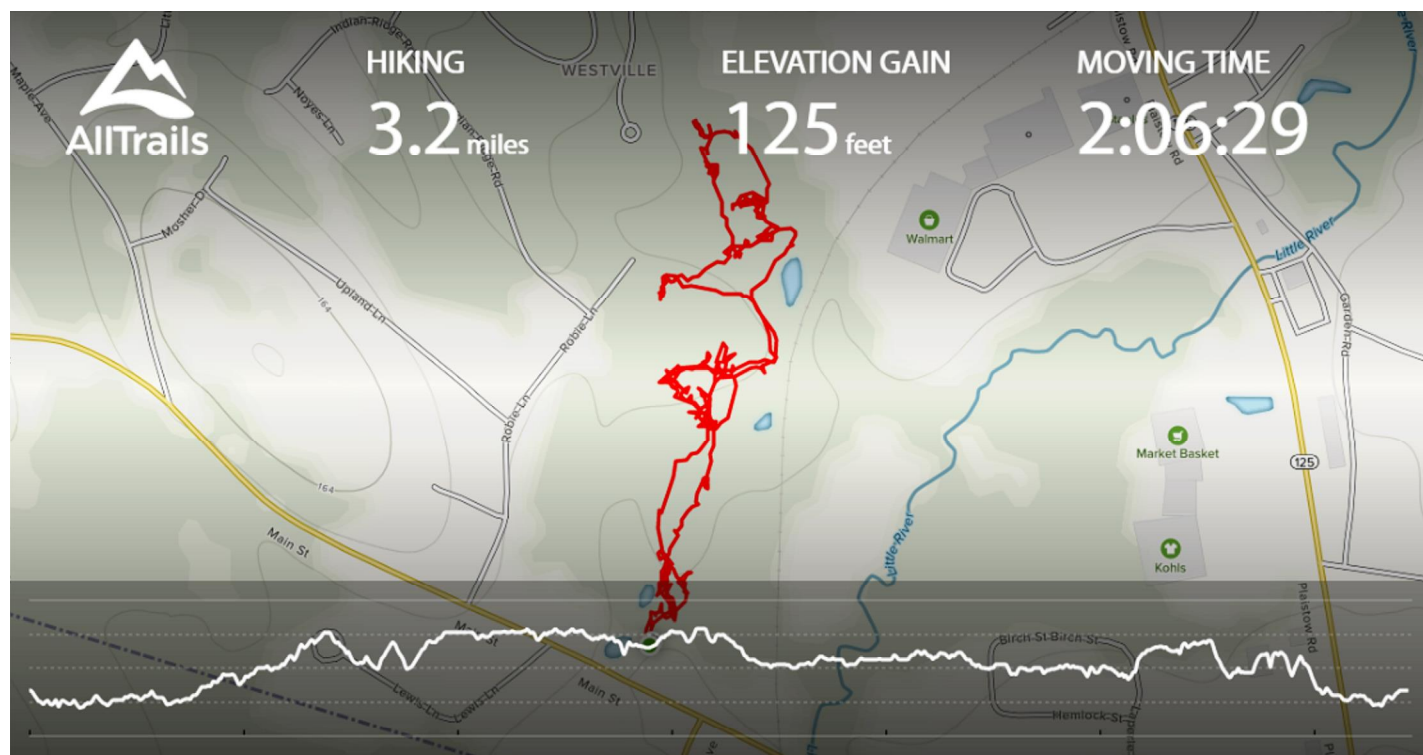 AllTrails
HIKING
3.2 miles
ELEVATION GAIN
125 feet
MOVING TIME
2:06:29
WESTVILLE
Indian Ridge Rd
Maple Ave
Noyes Ln
Mosher D
Upland Ln
164
Roble Ln
Roble Ln
164
Walmart
Plaistow Rd
Little River
Little-River
Garden Rd
Market Basket
125
Kohls
Little-River
Main St
Main St
Lewis-Ln
Lewis-Ln
Main St
Birch St
Birch St
Hemlock St
Plaistow Rd